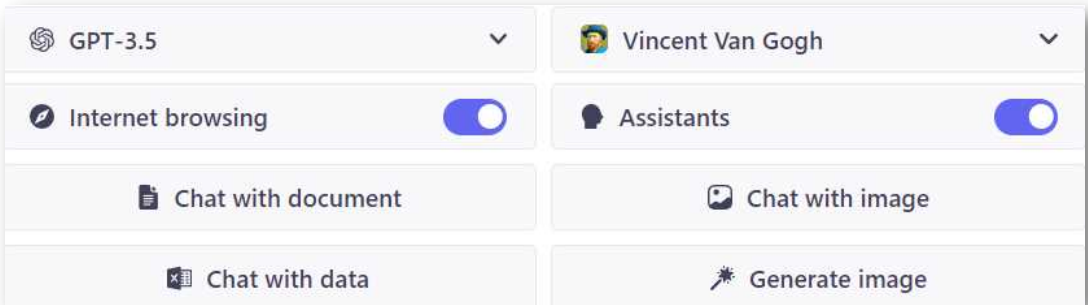 GPT-3.5
Vincent Van Gogh
Internet browsing
Assistants
Chat with document
Chat with image
Chat with data
Generate image